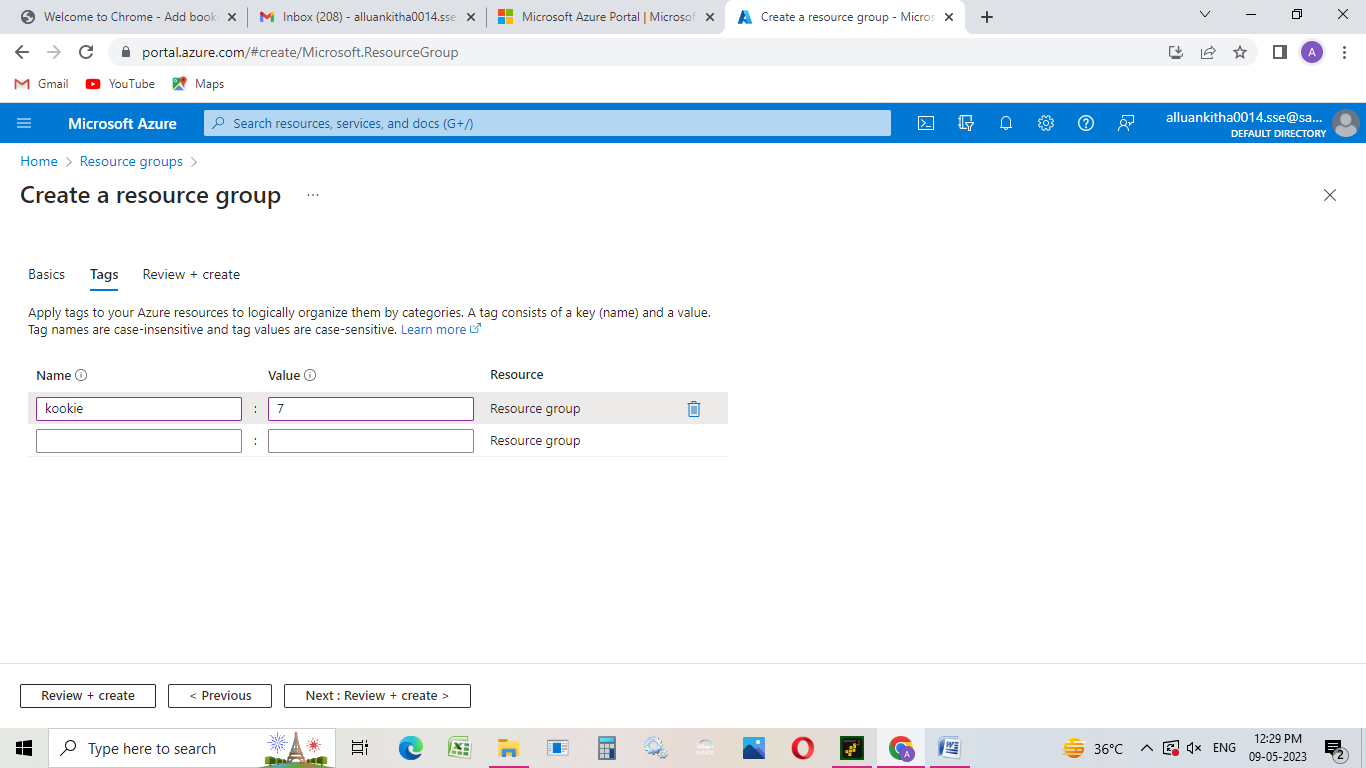 Welcome to Chrome - Add book
Inbox (208) - alluankitha0014.sse
Microsoft Azure Portal | Microsof
Create a resource group - Micros
portal.azure.com/#create/Microsoft.ResourceGroup
A
Gmail
YouTube
Maps
Microsoft Azure
Search resources, services, and docs (G+/)
alluankitha0014.sse@sa...
DEFAULT DIRECTORY
Home > Resource groups >
Create a resource group ...
Basics
Tags
Review + create
Apply tags to your Azure resources to logically organize them by categories. A tag consists of a key (name) and a value.
Tag names are case-insensitive and tag values are case-sensitive. Learn more
Name
Value
Resource
kookie : 7 Resource group
: Resource group
Review + create
< Previous
Next : Review + create >
Type here to search
A
36°C
ENG
12:29 PM
09-05-2023
2